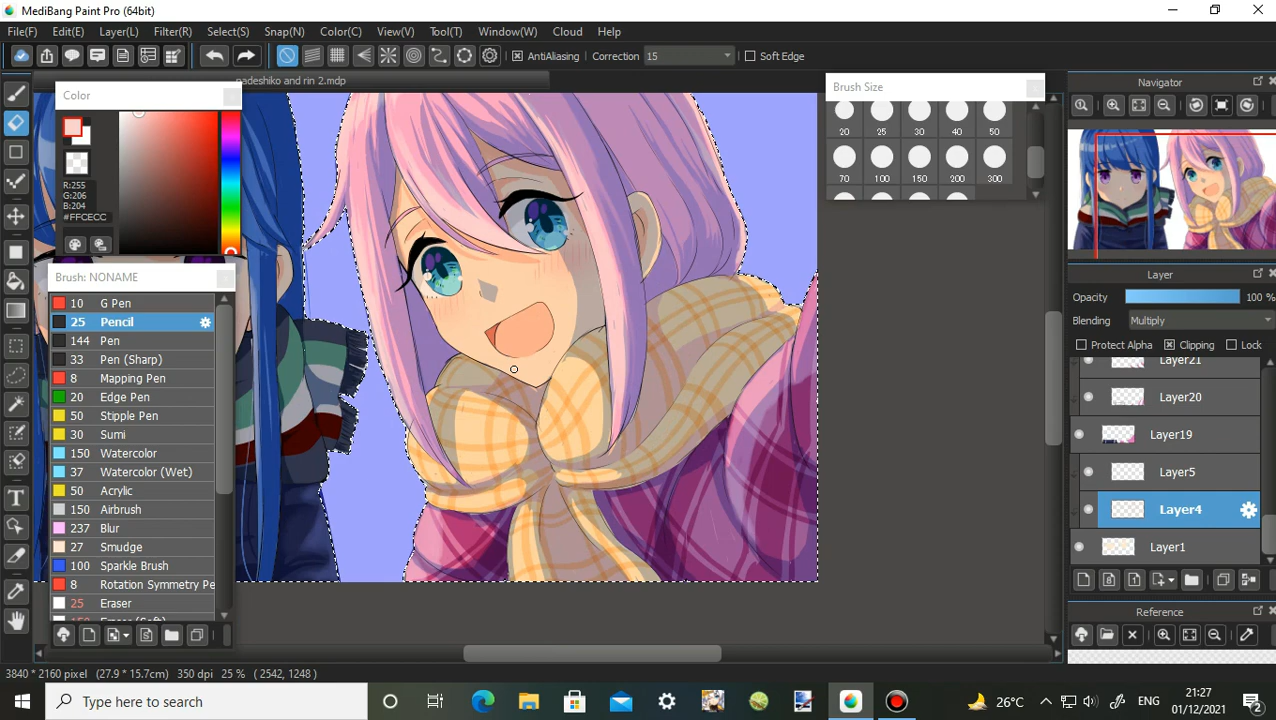 MediBang Paint Pro (64bit)
File(F) Edit(E) Layer(L) Filter(R) Select(S) Snap(N) Color(C) View(V) Tool(T) Window(W) Cloud Help
AntiAliasing Correction 15 Soft Edge
nadeshiko and rin 2.mdp
Color
R:255
G:206
B:204
#FFCECC
Brush: NONAME
10 G Pen
25 Pencil
144 Pen
33 Pen (Sharp)
8 Mapping Pen
20 Edge Pen
50 Stipple Pen
30 Sumi
150 Watercolor
37 Watercolor (Wet)
50 Acrylic
150 Airbrush
237 Blur
27 Smudge
100 Sparkle Brush
8 Rotation Symmetry Pe
25 Eraser
Brush Size
20 25 30 40 50
70 100 150 200 300
Navigator
Layer
Opacity 100 %
Blending Multiply
Protect Alpha Clipping Lock
Layer21
Layer20
Layer19
Layer5
Layer4
Layer1
Reference
3840 * 2160 pixel (27.9 * 15.7cm) 350 dpi 25 % ( 2542, 1248 )
Type here to search
26°C ENG
21:27
01/12/2021
2